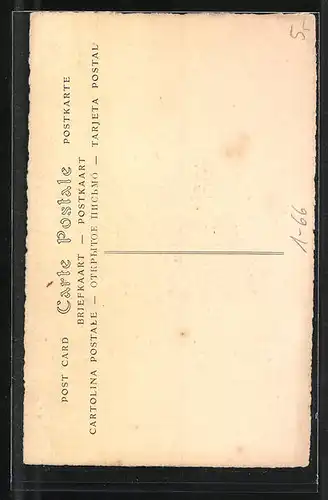 POST CARD Carte Postale POSTKARTE
BRIEFKAART — POSTKAART
CARTOLINA POSTALE — ОТКРЫТОЕ ПИСЬМО — TARJETA POSTAL
1-66
5-